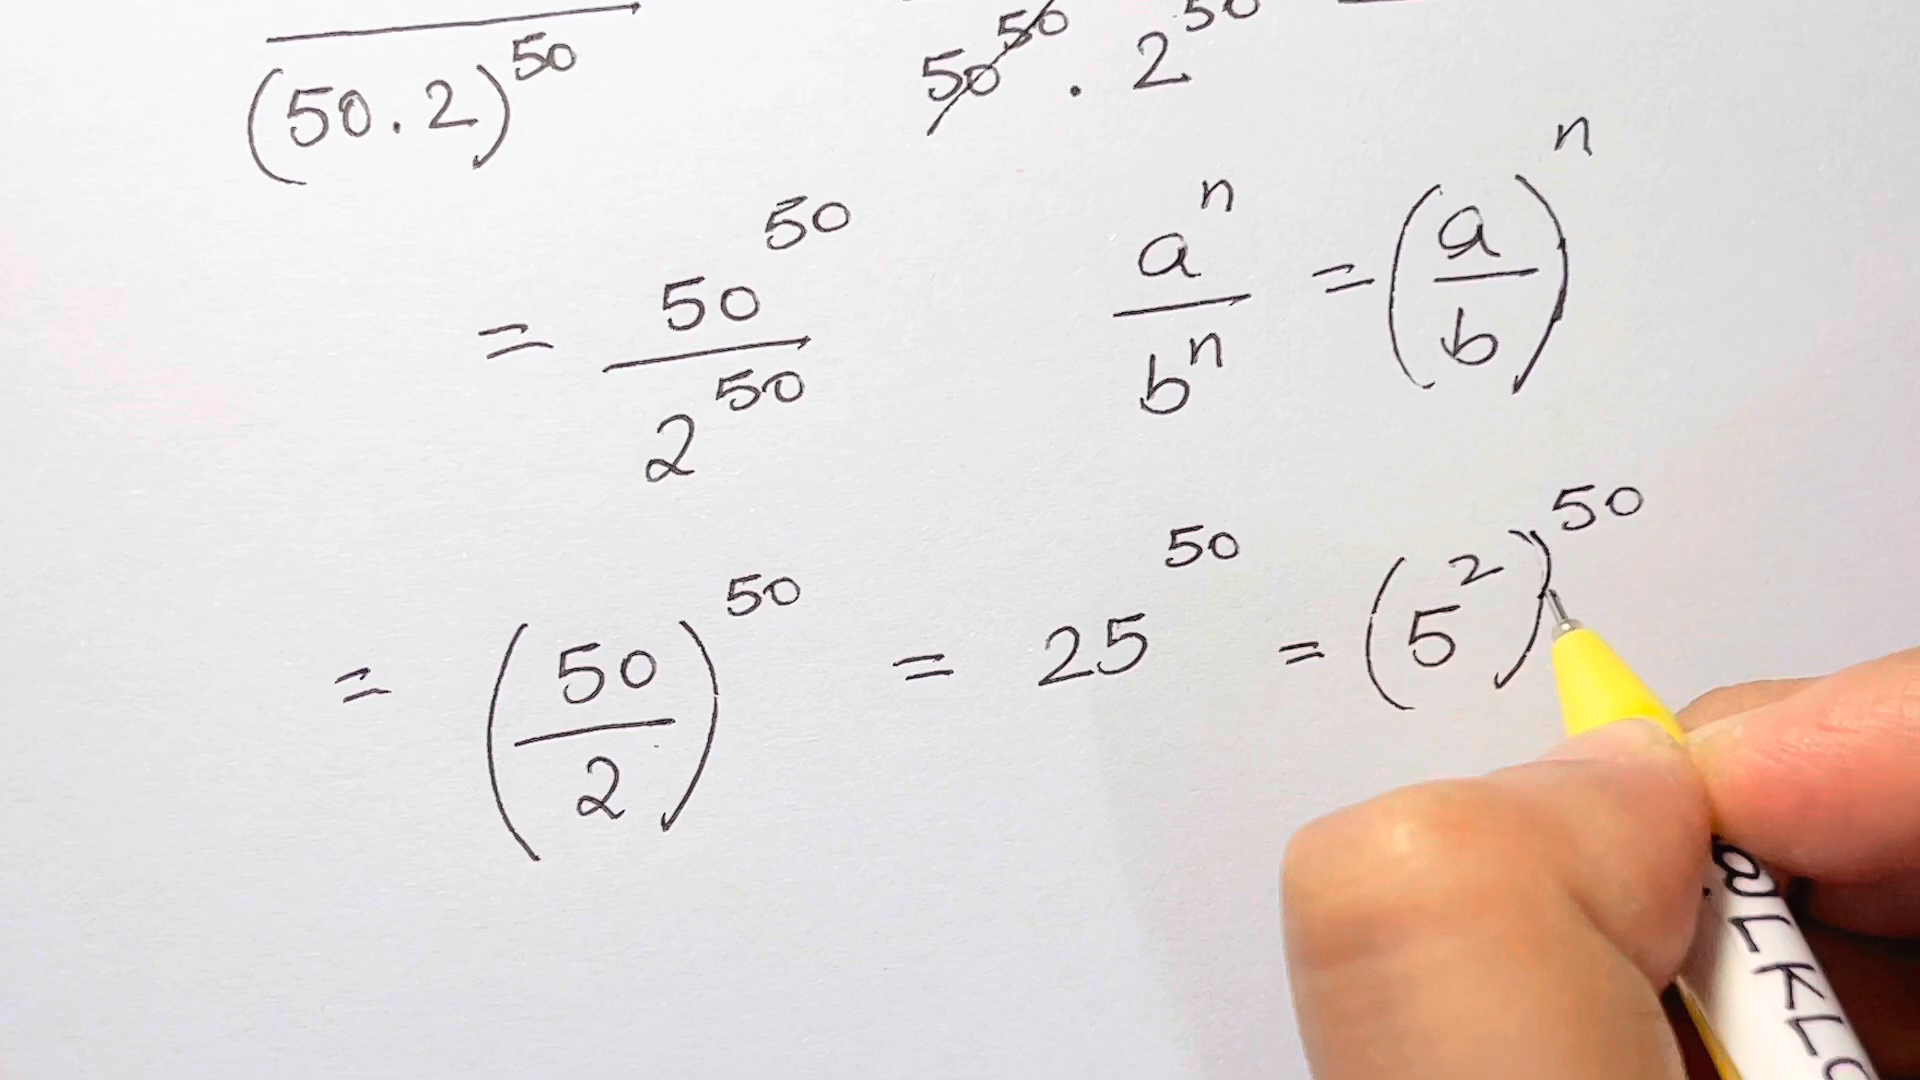 (50.2)^50    50^50 . 2^50
= 50^50 / 2^50    a^n / b^n = (a/b)^n
= (50/2)^50 = 25^50 = (5^2)^50